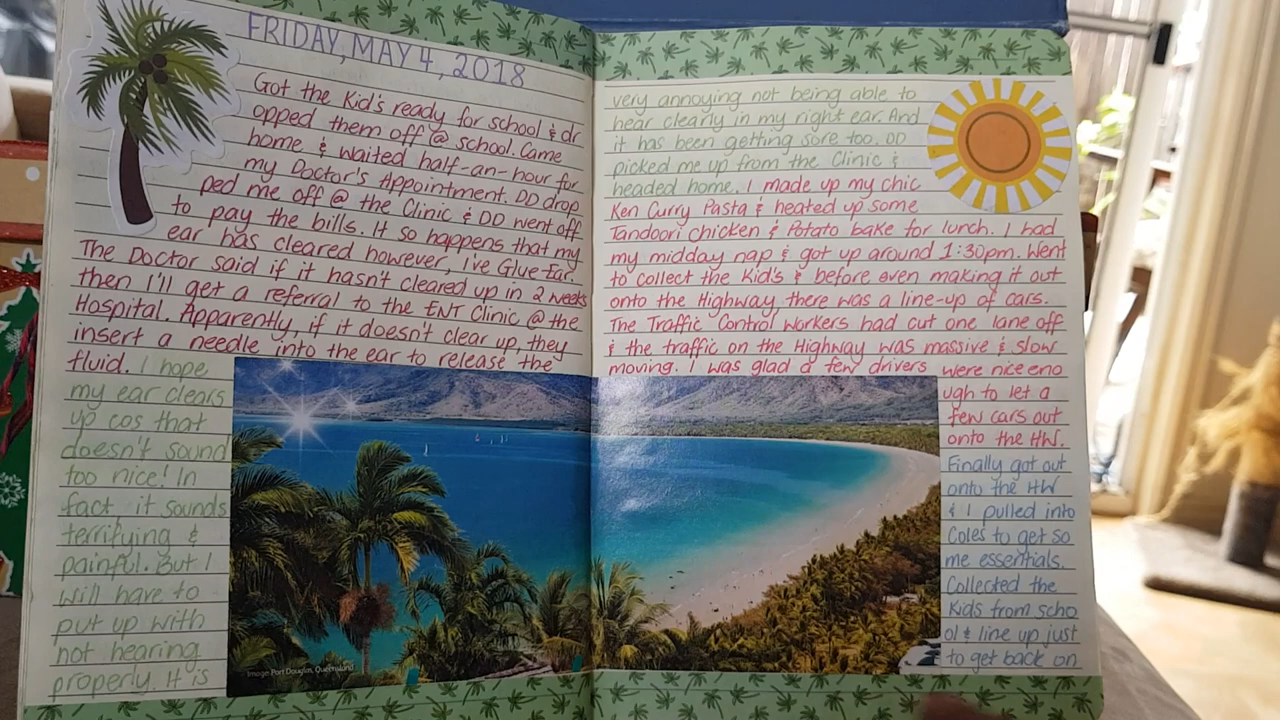 FRIDAY, MAY 4, 2018
Got the Kid's ready for school & dr
opped them off @ school. Came
home & waited half-an-hour for
my Doctor's Appointment. DD drop
ped me off @ the Clinic & DD went off
to pay the bills. It so happens that my
ear has cleared however, I've Glue Ear.
The Doctor said if it hasn't cleared up in 2 weeks
then I'll get a referral to the ENT Clinic @ the
Hospital. Apparently, if it doesn't clear up, they
insert a needle into the ear to release the
fluid. I hope
my ear clears
up cos that
doesn't sound
too nice! In
fact, it sounds
terrifying &
painful. But I
will have to
put up with
not hearing
properly. It is
Image Port Douglas, Queensland
very annoying not being able to
hear clearly in my right ear. And
it has been getting sore too. DD
picked me up from the Clinic &
headed home. I made up my chic
Ken Curry Pasta & heated up some
Tandoori chicken & Potato bake for lunch. I had
my midday nap & got up around 1:30pm. Went
to collect the Kid's & before even making it out
onto the Highway there was a line-up of cars.
The Traffic Control Workers had cut one lane off
& the traffic on the Highway was massive & slow
moving. I was glad a few drivers were nice eno
ugh to let a
few cars out
onto the HW.
Finally got out
onto the HW
& I pulled into
Coles to get so
me essentials.
Collected the
Kids from scho
ol & line up just
to get back on